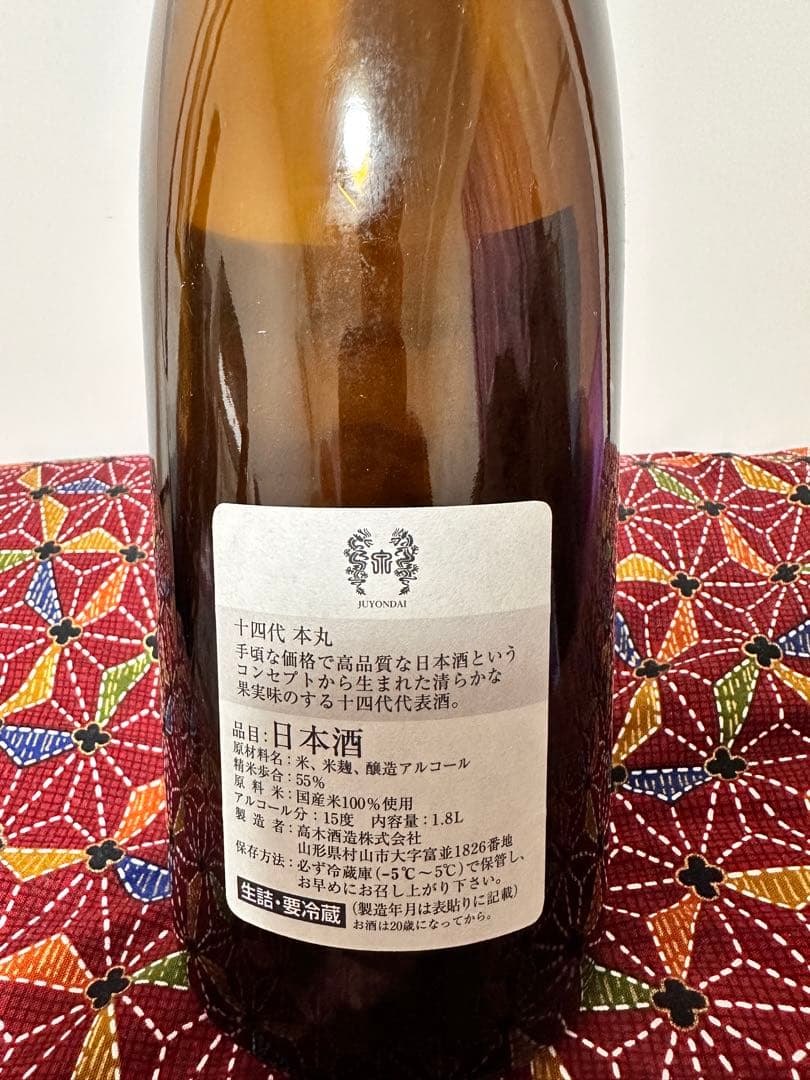 JUYONDAI
十四代 本丸
手頃な価格で高品質な日本酒という
コンセプトから生まれた清らかな
果実味のする十四代代表酒。
品目：日本酒
原材料名：米、米麹、醸造アルコール
精米歩合：55％
原料米：国産米100％使用
アルコール分：15度 内容量：1.8L
製造者：高木酒造株式会社
山形県村山市大字富並1826番地
保存方法：必ず冷蔵庫（-5℃～5℃）で保管し、
お早めにお召し上がり下さい。
生詰・要冷蔵（製造年月は表貼りに記載）
お酒は20歳になってから。